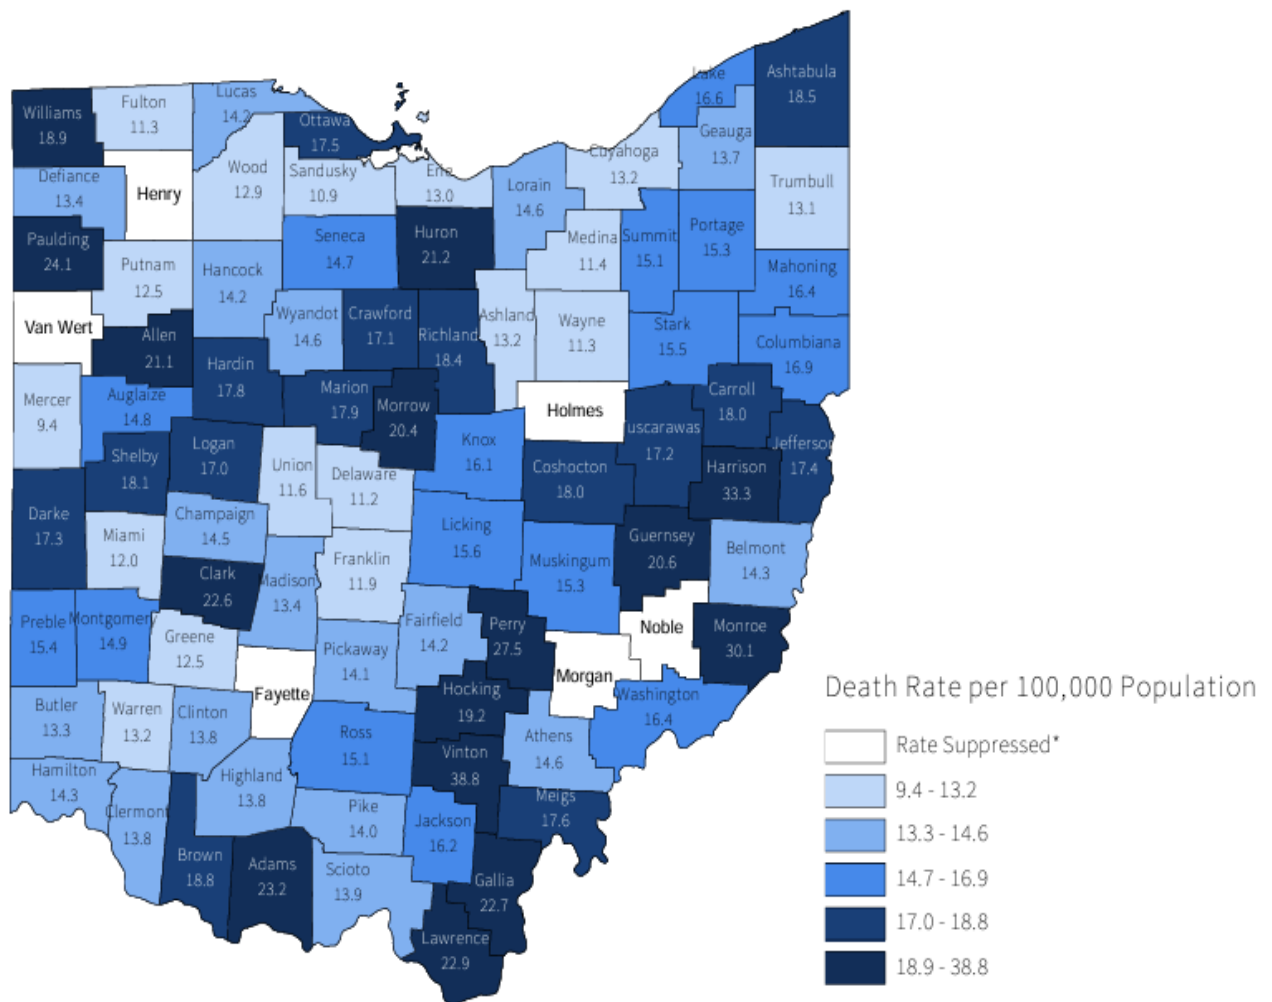 Lake
16.6
Ashtabula
18.5
Williams
18.9
Fulton
11.3
Lucas
14.2
Ottawa
17.5
Geauga
13.7
Cuyahoga
13.2
Wood
12.9
Sandusky
10.9
Erie
13.0
Lorain
14.6
Trumbull
13.1
Defiance
13.4
Henry
Paulding
24.1
Seneca
14.7
Huron
21.2
Medina
11.4
Summit
15.1
Portage
15.3
Putnam
12.5
Hancock
14.2
Mahoning
16.4
Van Wert
Allen
21.1
Wyandot
14.6
Crawford
17.1
Richland
18.4
Ashland
13.2
Wayne
11.3
Stark
15.5
Columbiana
16.9
Hardin
17.8
Mercer
9.4
Auglaize
14.8
Marion
17.9
Morrow
20.4
Holmes
Carroll
18.0
Shelby
18.1
Logan
17.0
Union
11.6
Delaware
11.2
Knox
16.1
Coshocton
18.0
uscarawas
17.2
Harrison
33.3
Jefferson
17.4
Darke
17.3
Miami
12.0
Champaign
14.5
Licking
15.6
Muskingum
15.3
Guernsey
20.6
Belmont
14.3
Clark
22.6
Madison
13.4
Franklin
11.9
Preble
15.4
Montgomery
14.9
Greene
12.5
Fairfield
14.2
Perry
27.5
Noble
Monroe
30.1
Fayette
Pickaway
14.1
Hocking
19.2
Morgan
Washington
16.4
Butler
13.3
Warren
13.2
Clinton
13.8
Ross
15.1
Vinton
38.8
Athens
14.6
Hamilton
14.3
Clermont
13.8
Highland
13.8
Pike
14.0
Jackson
16.2
Meigs
17.6
Brown
18.8
Adams
23.2
Scioto
13.9
Gallia
22.7
Lawrence
22.9
Death Rate per 100,000 Population
Rate Suppressed*
9.4 - 13.2
13.3 - 14.6
14.7 - 16.9
17.0 - 18.8
18.9 - 38.8